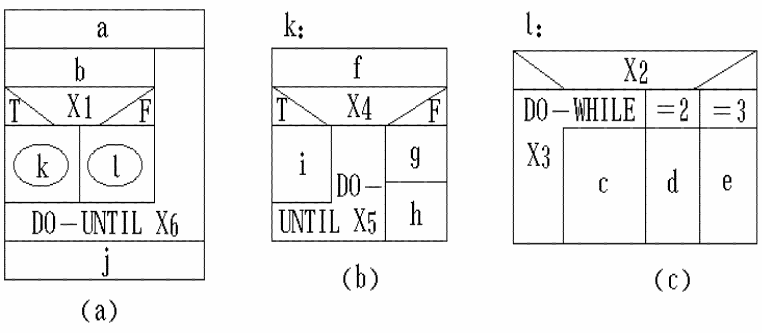 a
b
T X1 F
k l
DO-UNTIL X6
j
(a)
k:
f
T X4 F
i g
DO-
UNTIL X5 h
(b)
l:
X2
DO-WHILE =2 =3
X3 c d e
(c)